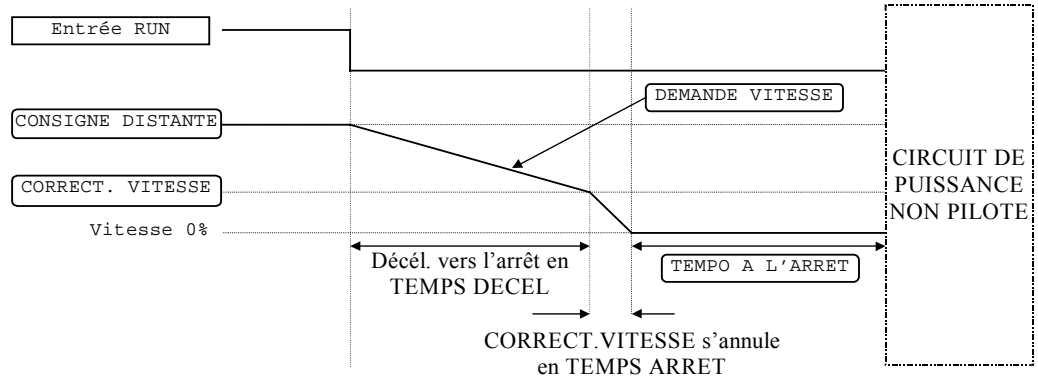 Entrée RUN
DEMANDE VITESSE
CONSIGNE DISTANTE
CORRECT. VITESSE
Vitesse 0%
CIRCUIT DE
PUISSANCE
NON PILOTE
Décél. vers l’arrêt en
TEMPS DECEL
TEMPO A L’ARRET
CORRECT.VITESSE s’annule
en TEMPS ARRET